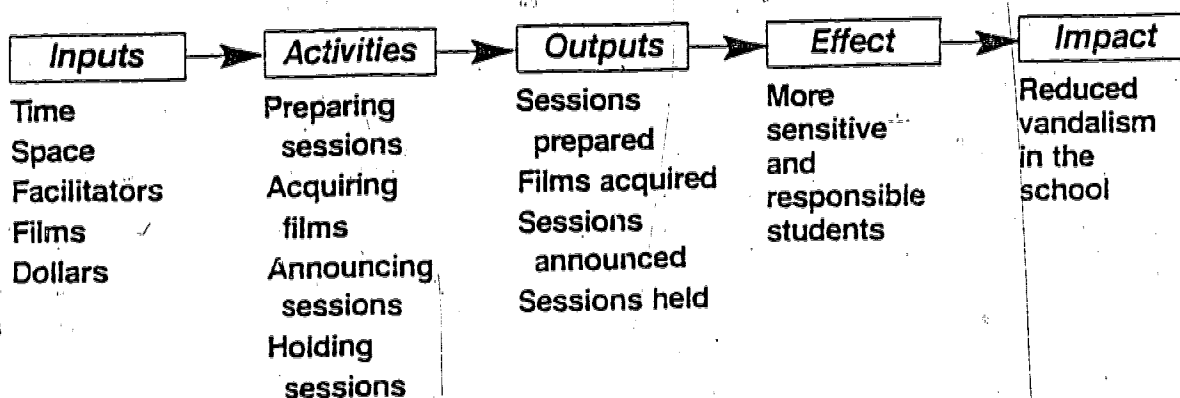 Inputs
Activities
Outputs
Effect
Impact
Time
Space
Facilitators
Films
Dollars
Preparing
sessions
Acquiring
films
Announcing
sessions
Holding
sessions
Sessions
prepared
Films acquired
Sessions
announced
Sessions held
More
sensitive
and
responsible
students
Reduced
vandalism
in the
school